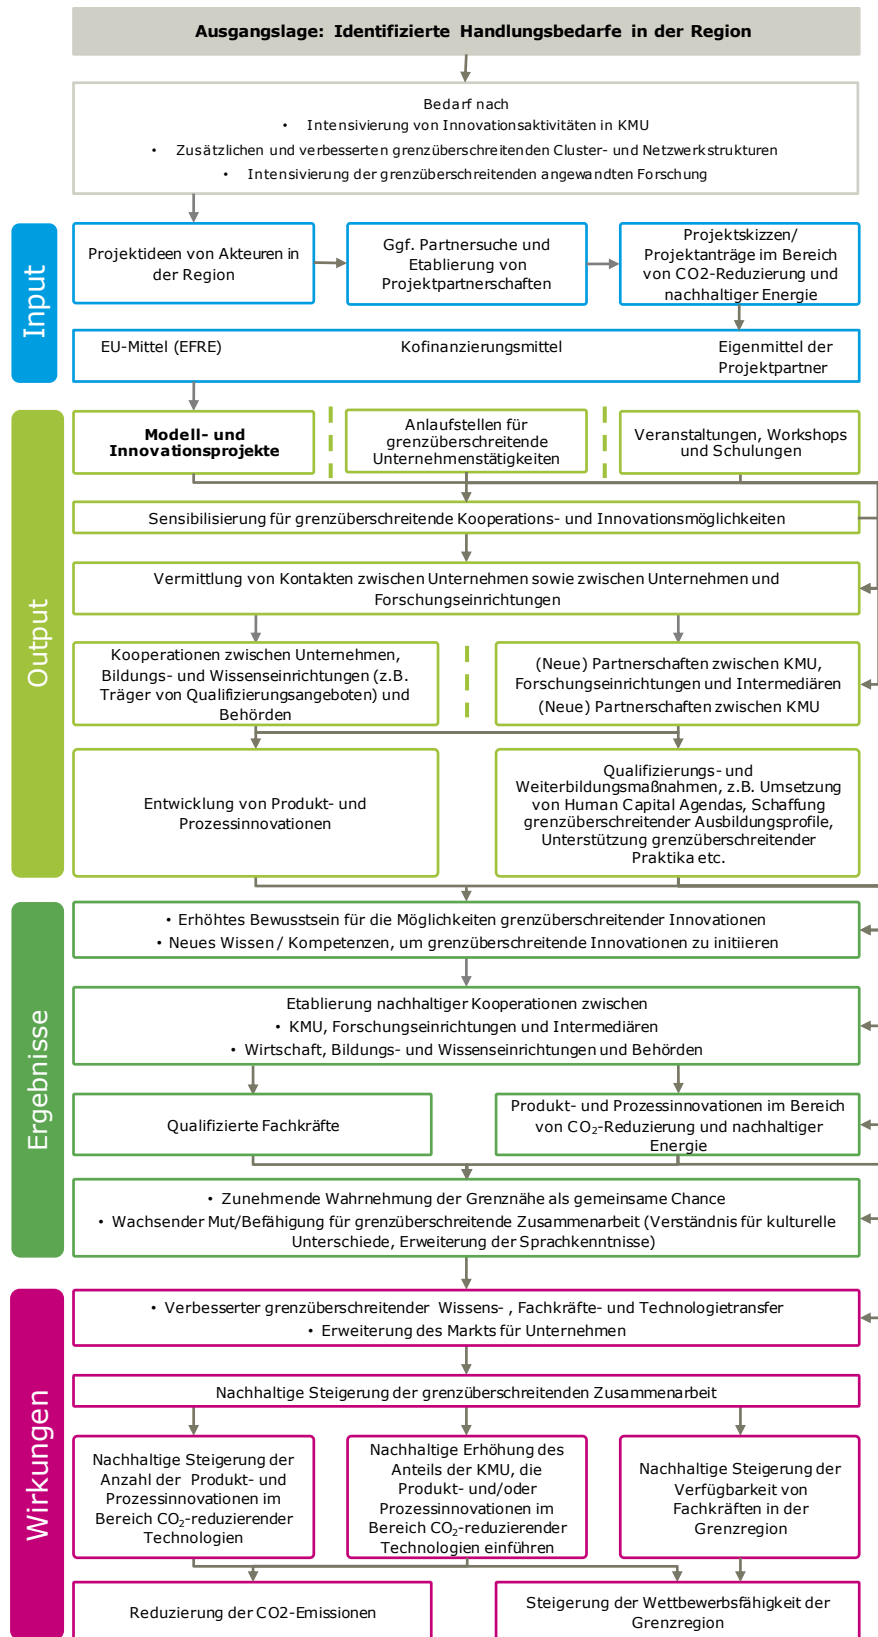 Ausgangslage: Identifizierte Handlungsbedarfe in der Region
Bedarf nach
• Intensivierung von Innovationsaktivitäten in KMU
• Zusätzlichen und verbesserten grenzüberschreitenden Cluster- und Netzwerkstrukturen
• Intensivierung der grenzüberschreitenden angewandten Forschung
Input
Projektideen von Akteuren in
der Region
Ggf. Partnersuche und
Etablierung von
Projektpartnerschaften
Projektskizzen/
Projektanträge im Bereich
von CO2-Reduzierung und
nachhaltiger Energie
EU-Mittel (EFRE)
Kofinanzierungsmittel
Eigenmittel der
Projektpartner
Output
Modell- und
Innovationsprojekte
Anlaufstellen für
grenzüberschreitende
Unternehmenstätigkeiten
Veranstaltungen, Workshops
und Schulungen
Sensibilisierung für grenzüberschreitende Kooperations- und Innovationsmöglichkeiten
Vermittlung von Kontakten zwischen Unternehmen sowie zwischen Unternehmen und
Forschungseinrichtungen
Kooperationen zwischen Unternehmen,
Bildungs- und Wissenseinrichtungen (z.B.
Träger von Qualifizierungsangeboten) und
Behörden
(Neue) Partnerschaften zwischen KMU,
Forschungseinrichtungen und Intermediären
(Neue) Partnerschaften zwischen KMU
Entwicklung von Produkt- und
Prozessinnovationen
Qualifizierungs- und
Weiterbildungsmaßnahmen, z.B. Umsetzung
von Human Capital Agendas, Schaffung
grenzüberschreitender Ausbildungsprofile,
Unterstützung grenzüberschreitender
Praktika etc.
Ergebnisse
• Erhöhtes Bewusstsein für die Möglichkeiten grenzüberschreitender Innovationen
• Neues Wissen / Kompetenzen, um grenzüberschreitende Innovationen zu initiieren
Etablierung nachhaltiger Kooperationen zwischen
• KMU, Forschungseinrichtungen und Intermediären
• Wirtschaft, Bildungs- und Wissenseinrichtungen und Behörden
Qualifizierte Fachkräfte
Produkt- und Prozessinnovationen im Bereich
von CO₂-Reduzierung und nachhaltiger
Energie
• Zunehmende Wahrnehmung der Grenznähe als gemeinsame Chance
• Wachsender Mut/Befähigung für grenzüberschreitende Zusammenarbeit (Verständnis für kulturelle
Unterschiede, Erweiterung der Sprachkenntnisse)
Wirkungen
• Verbesserter grenzüberschreitender Wissens- , Fachkräfte- und Technologietransfer
• Erweiterung des Markts für Unternehmen
Nachhaltige Steigerung der grenzüberschreitenden Zusammenarbeit
Nachhaltige Steigerung der
Anzahl der Produkt- und
Prozessinnovationen im
Bereich CO₂-reduzierender
Technologien
Nachhaltige Erhöhung des
Anteils der KMU, die
Produkt- und/oder
Prozessinnovationen im
Bereich CO₂-reduzierender
Technologien einführen
Nachhaltige Steigerung der
Verfügbarkeit von
Fachkräften in der
Grenzregion
Reduzierung der CO2-Emissionen
Steigerung der Wettbewerbsfähigkeit der
Grenzregion